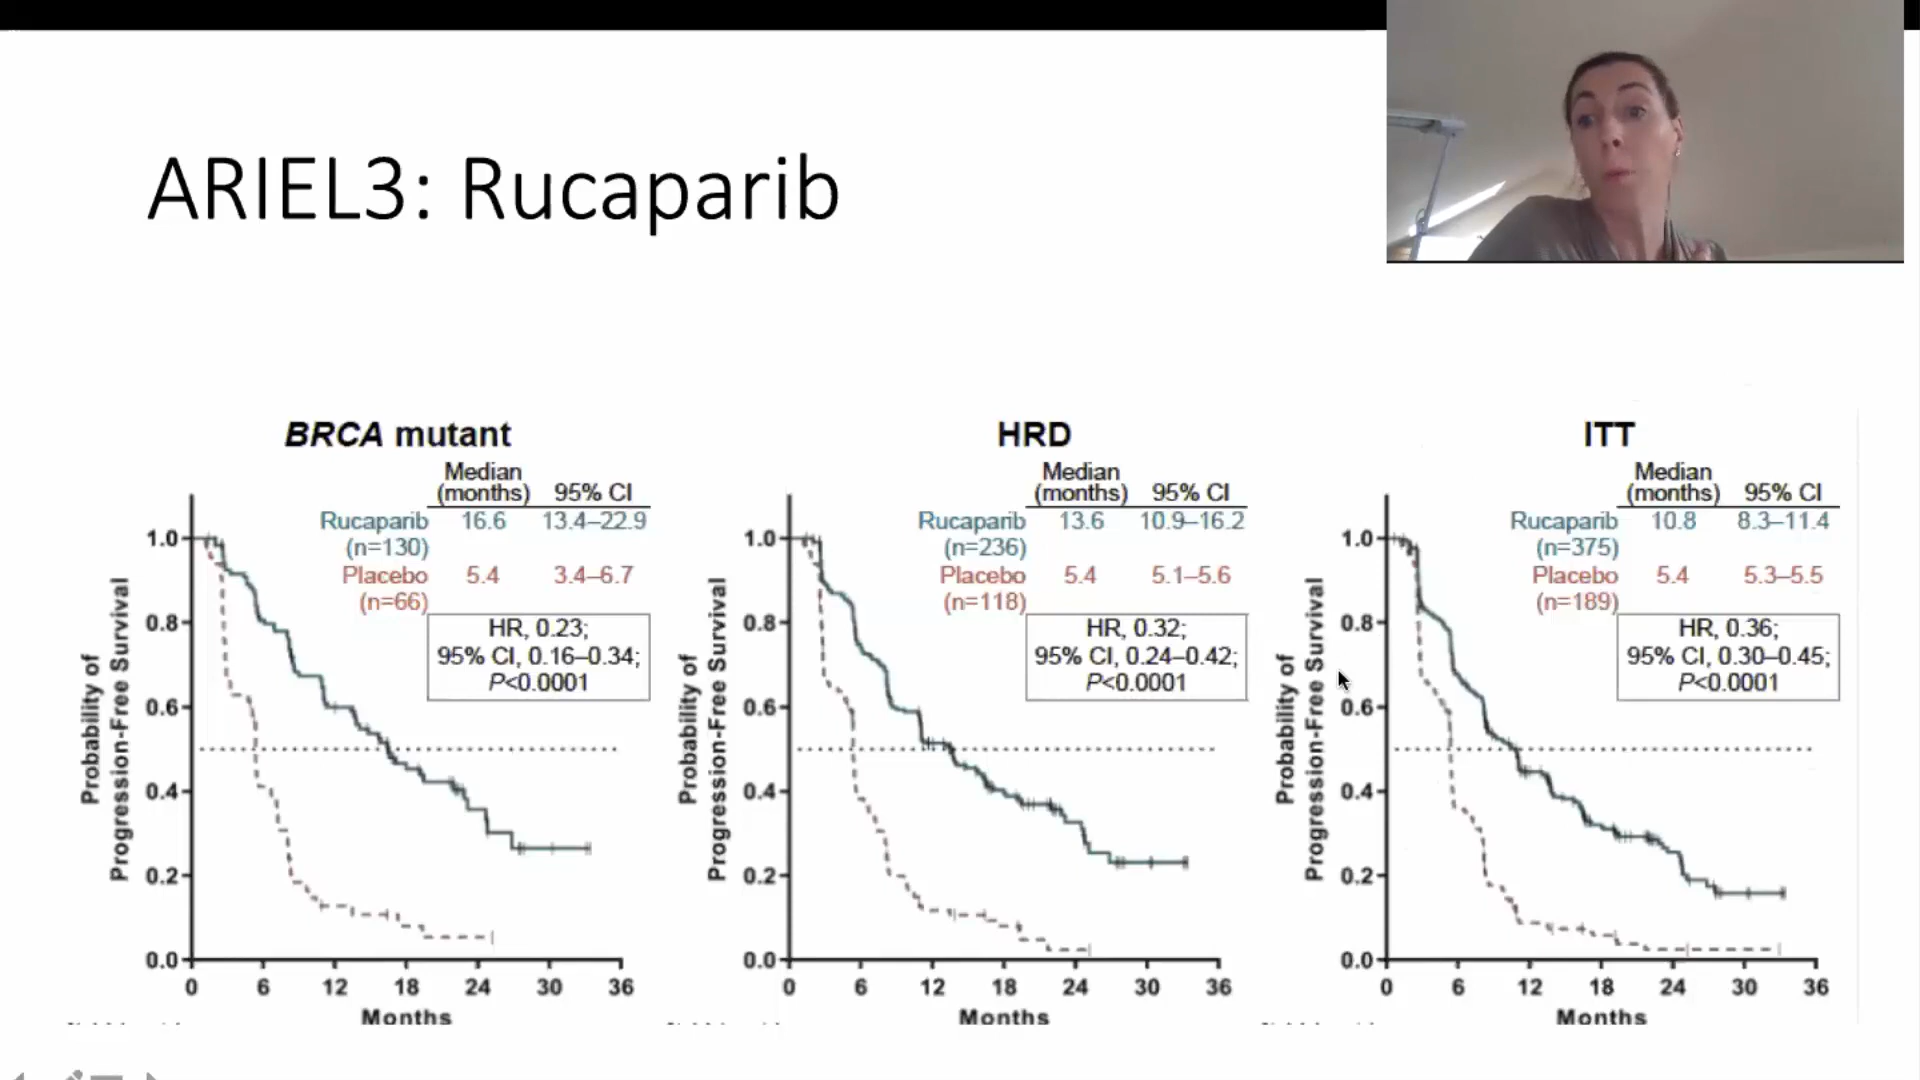 ARIEL3: Rucaparib
BRCA mutant
Median
(months) 95% CI
Rucaparib 16.6 13.4–22.9
(n=130)
Placebo 5.4 3.4–6.7
(n=66)
HR, 0.23;
95% CI, 0.16–0.34;
P<0.0001
Probability of
Progression-Free Survival
1.0
0.8
0.6
0.4
0.2
0.0
0 6 12 18 24 30 36
Months
HRD
Median
(months) 95% CI
Rucaparib 13.6 10.9–16.2
(n=236)
Placebo 5.4 5.1–5.6
(n=118)
HR, 0.32;
95% CI, 0.24–0.42;
P<0.0001
Probability of
Progression-Free Survival
1.0
0.8
0.6
0.4
0.2
0.0
0 6 12 18 24 30 36
Months
ITT
Median
(months) 95% CI
Rucaparib 10.8 8.3–11.4
(n=375)
Placebo 5.4 5.3–5.5
(n=189)
HR, 0.36;
95% CI, 0.30–0.45;
P<0.0001
Probability of
Progression-Free Survival
1.0
0.8
0.6
0.4
0.2
0.0
0 6 12 18 24 30 36
Months